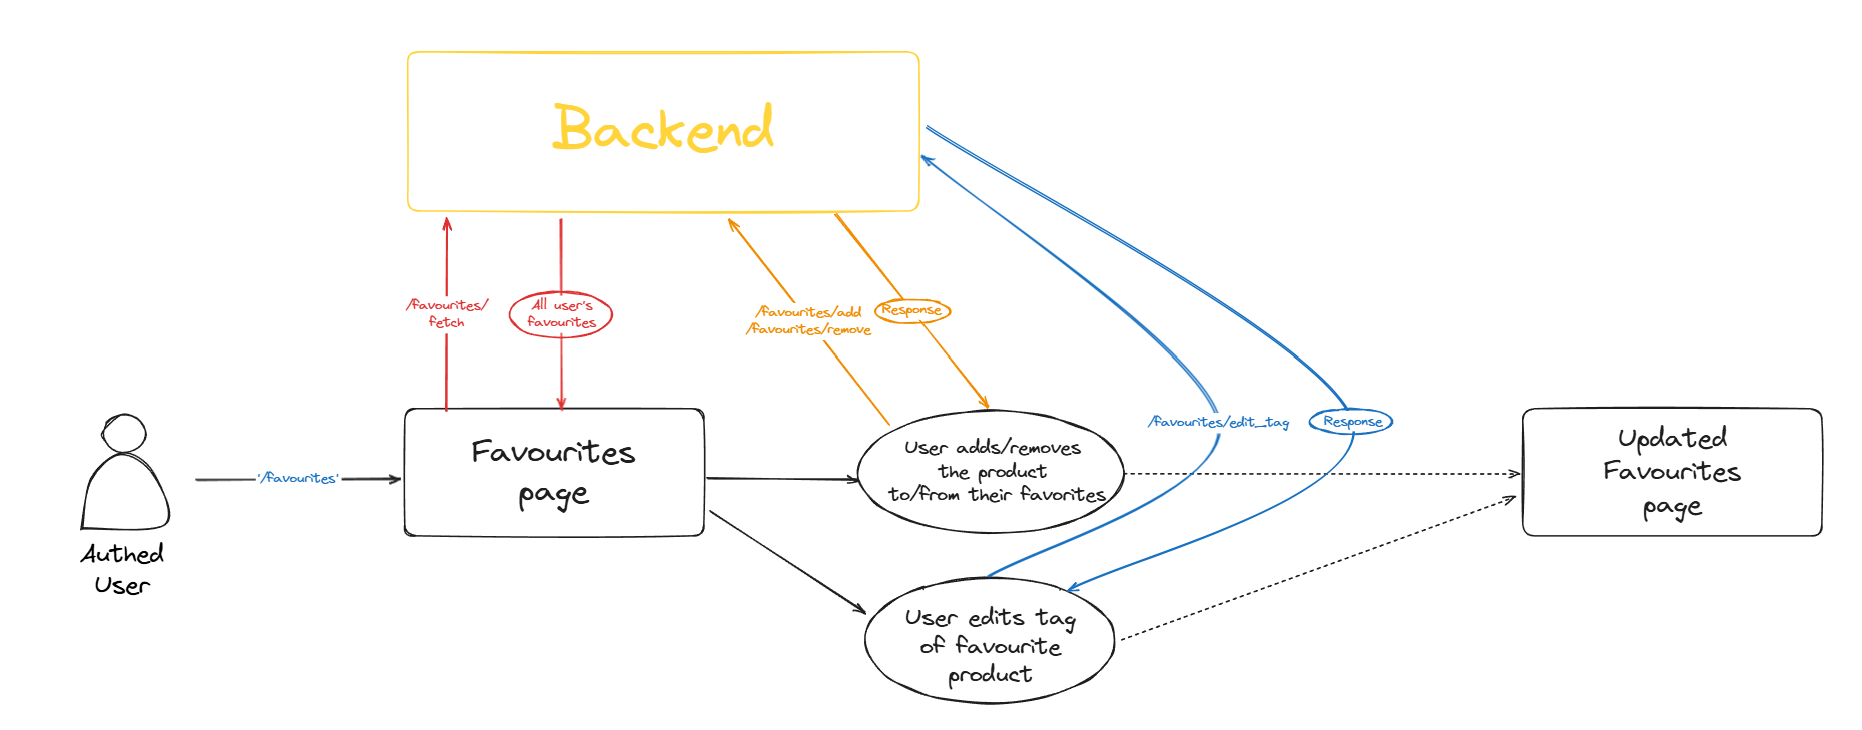 Backend
/favourites/
fetch
All user's
favourites
/favourites/add
/favourites/remove
Response
/favourites/edit_tag
Response
Authed
User
'/favourites'
Favourites
page
User adds/removes
the product
to/from their favorites
User edits tag
of favourite
product
Updated
Favourites
page